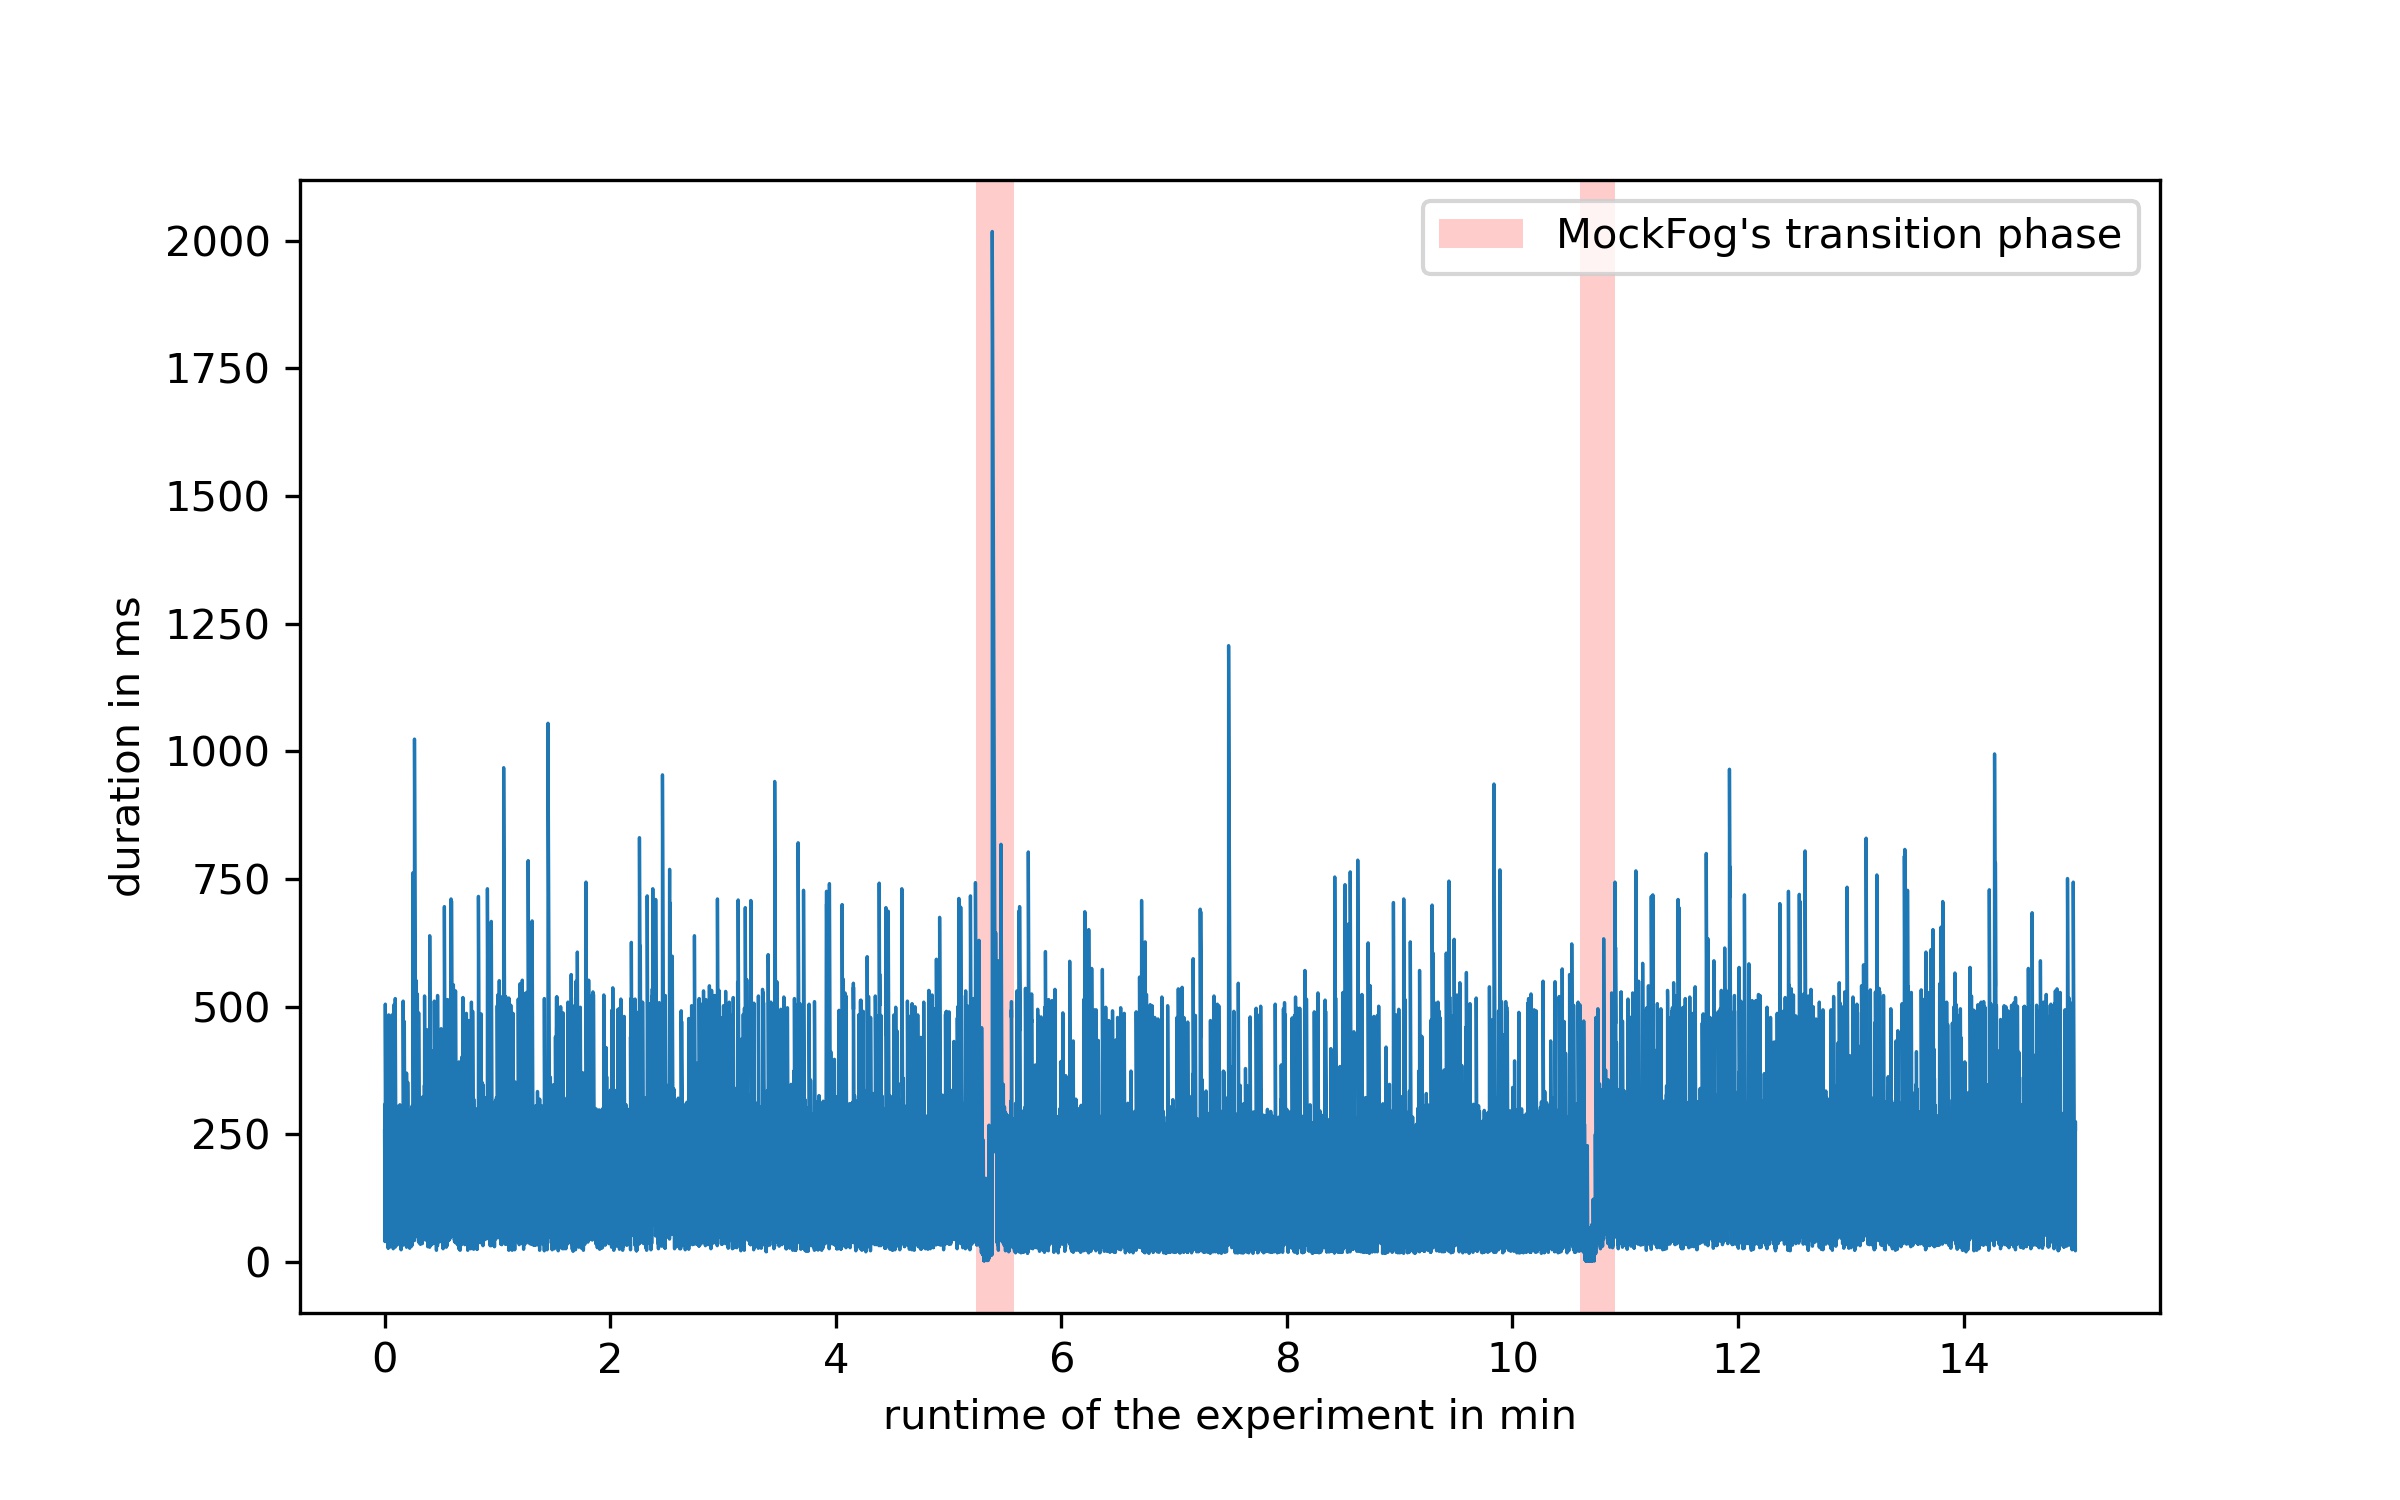 MockFog's transition phase
2000
1750
1500
1250
1000
750
500
250
0
duration in ms
0 2 4 6 8 10 12 14
runtime of the experiment in min